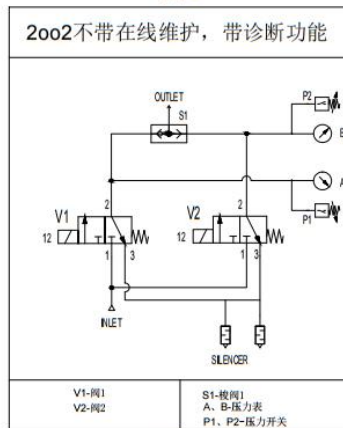 2oo2不带在线维护，带诊断功能
OUTLET
S1
P2
B
A
P1
2
V1
12
1
3
2
V2
12
1
3
INLET
SILENCER
V1-阀1
V2-阀2
S1-梭阀1
A、B-压力表
P1、P2-压力开关